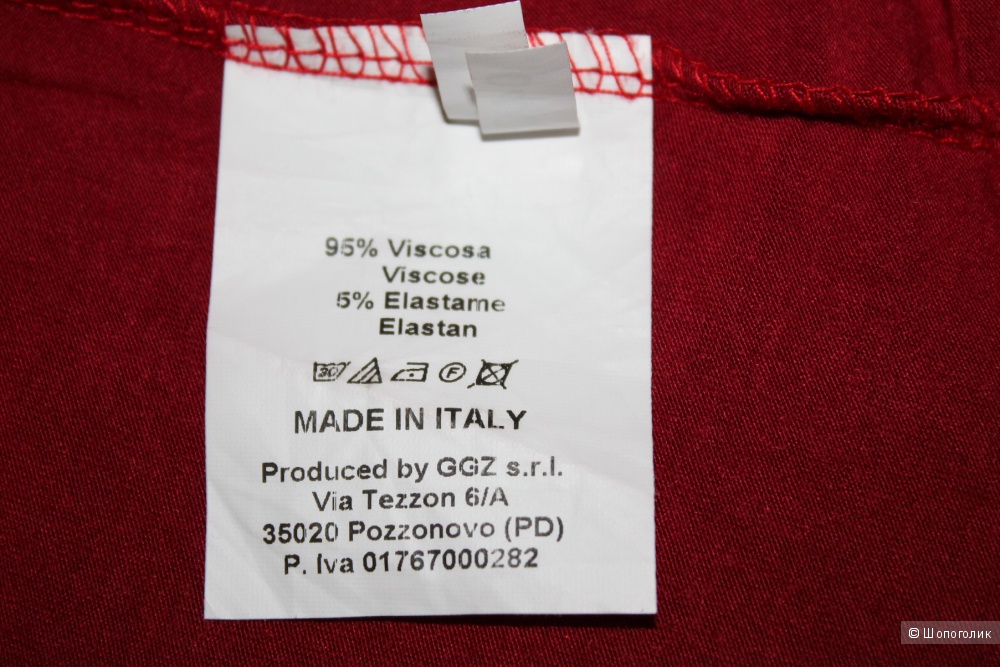 95% Viscosa
Viscose
5% Elastame
Elastan
30 F
MADE IN ITALY
Produced by GGZ s.r.l.
Via Tezzon 6/A
35020 Pozzonovo (PD)
P. Iva 01767000282
© Шопоголик